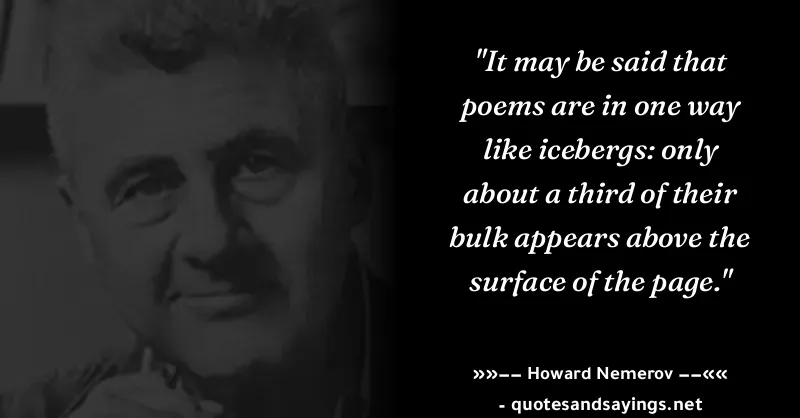 "It may be said that
poems are in one way
like icebergs: only
about a third of their
bulk appears above the
surface of the page."
»»–– Howard Nemerov ––««
- quotesandsayings.net